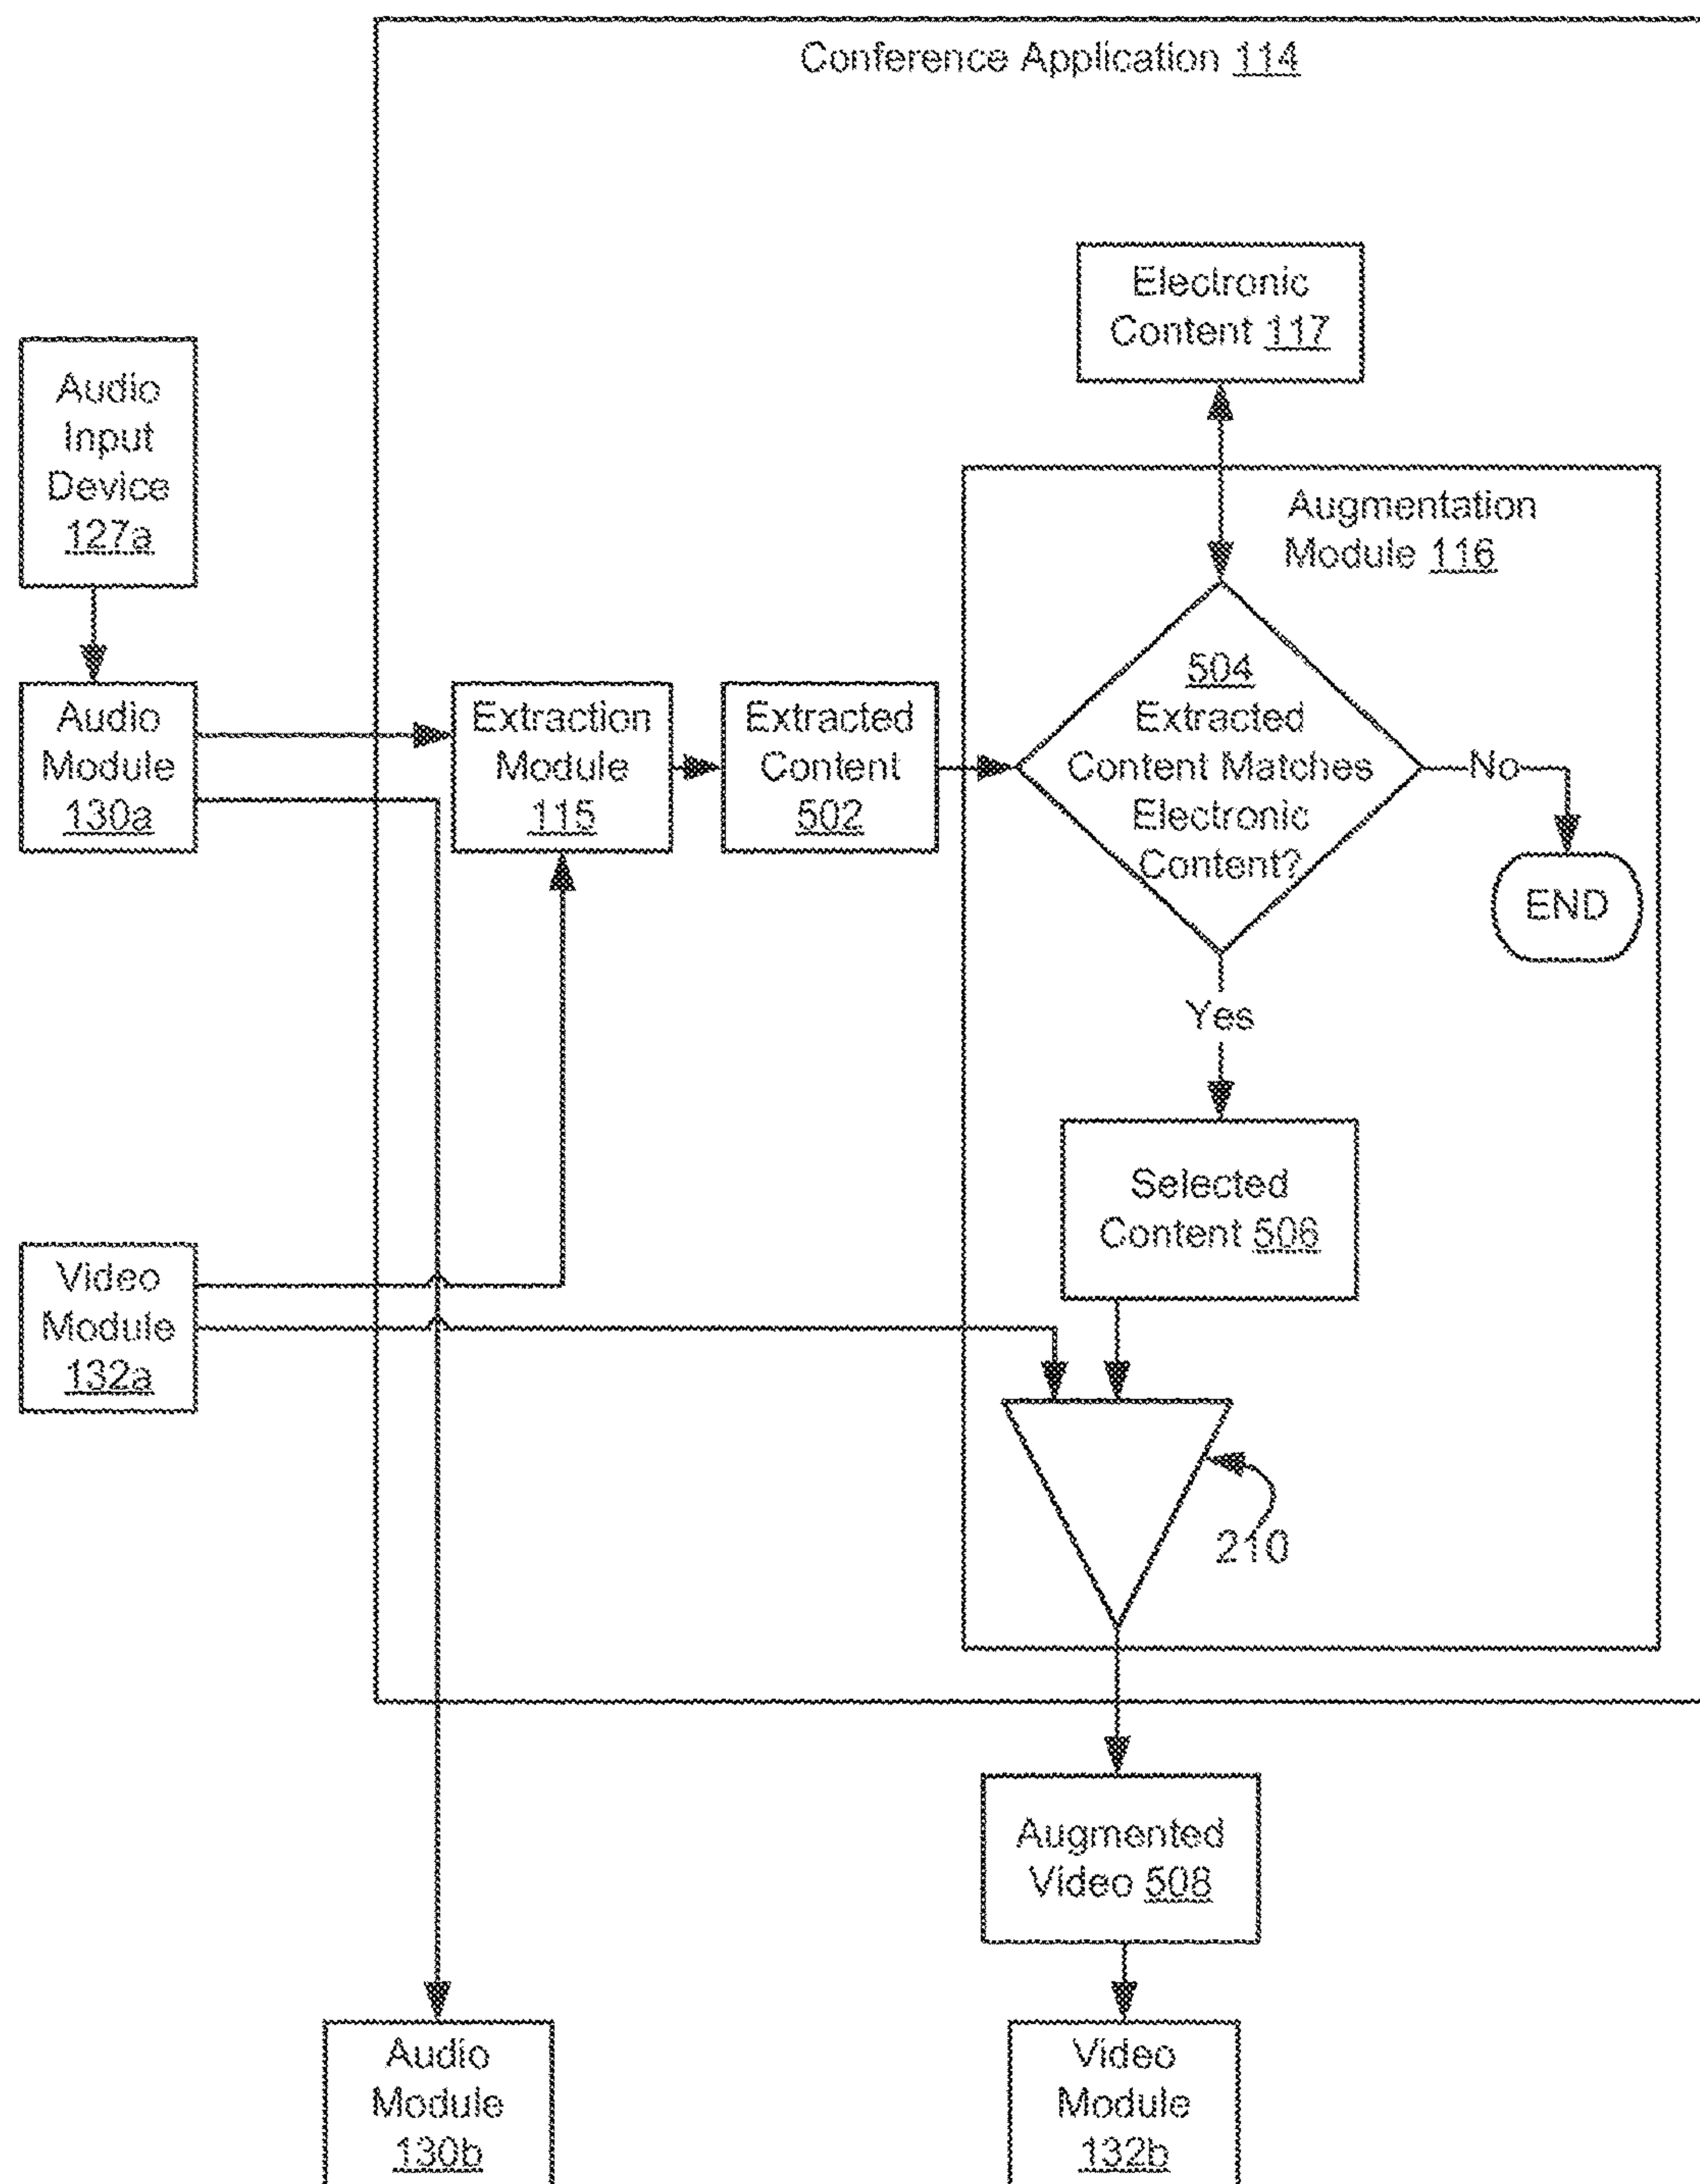 Conference Application 114
Electronic
Content 117
Audio
Input
Device
127a
Augmentation
Module 116
Audio
Module
130a
Extraction
Module
115
Extracted
Content
502
504
Extracted
Content Matches
Electronic
Content?
No
END
Yes
Selected
Content 506
Video
Module
132a
210
Augmented
Video 508
Audio
Module
130b
Video
Module
132b